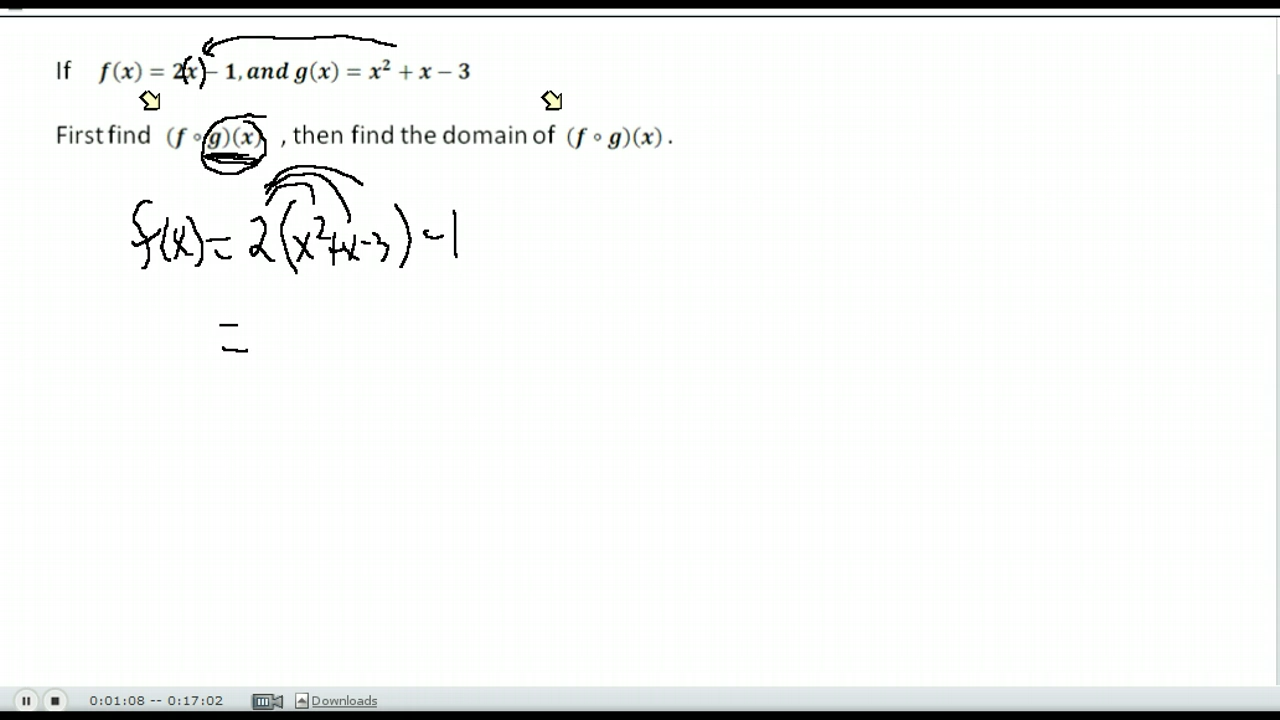 If f(x) = 2(x) − 1, and g(x) = x² + x − 3
First find (f ∘ g)(x) , then find the domain of (f ∘ g)(x) .
f(x) = 2(x²+x-3) - 1
=
0:01:08 -- 0:17:02 Downloads